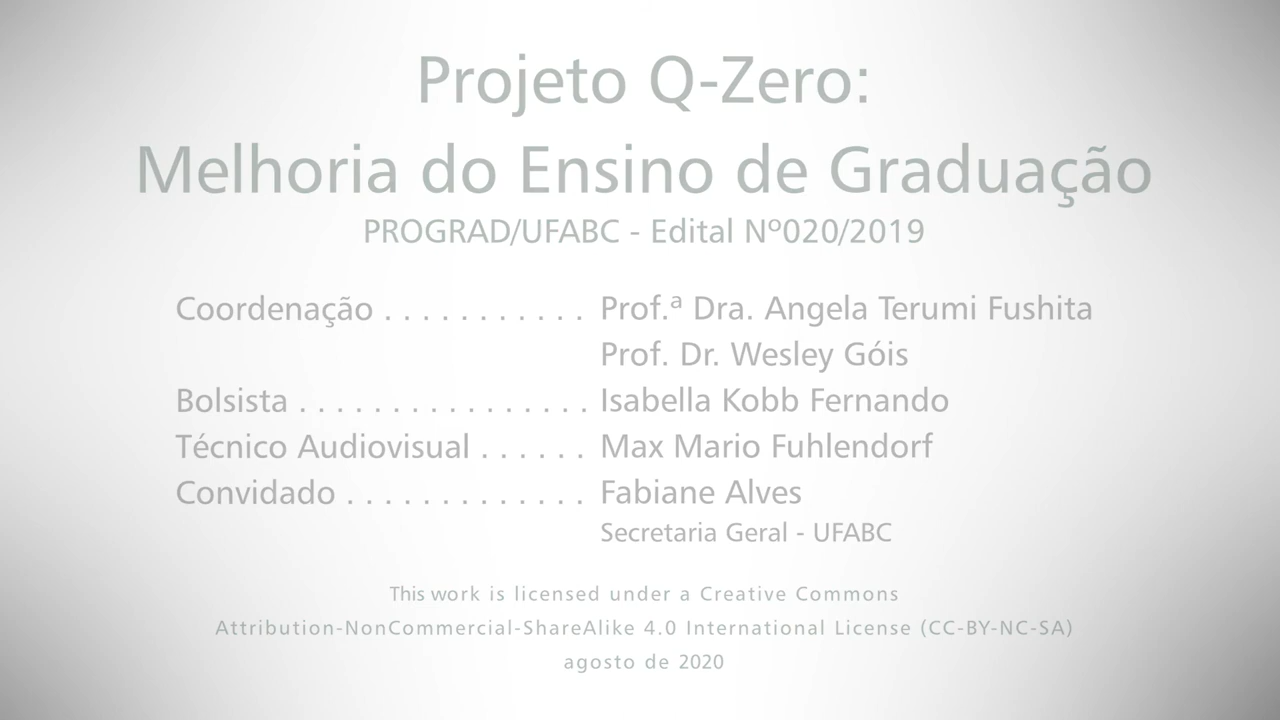 Projeto Q-Zero:
Melhoria do Ensino de Graduação
PROGRAD/UFABC - Edital Nº020/2019
Coordenação . . . . . . . . . . . Prof.ª Dra. Angela Terumi Fushita
Prof. Dr. Wesley Góis
Bolsista . . . . . . . . . . . . . . . . Isabella Kobb Fernando
Técnico Audiovisual . . . . . . Max Mario Fuhlendorf
Convidado . . . . . . . . . . . . . Fabiane Alves
Secretaria Geral - UFABC
This work is licensed under a Creative Commons
Attribution-NonCommercial-ShareAlike 4.0 International License (CC-BY-NC-SA)
agosto de 2020